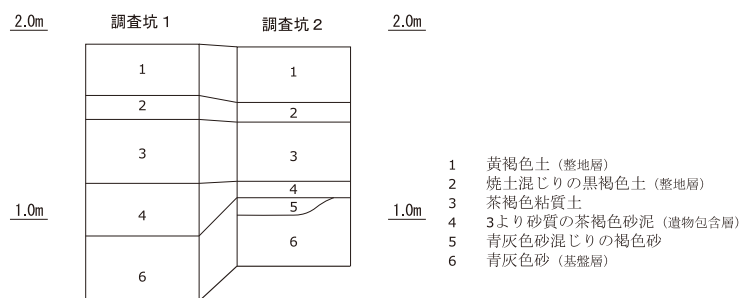 2.0m 調査坑1 調査坑2 2.0m
1 1
2 2
3 3
4 4
5
6 6
1.0m 1.0m
1 黄褐色土（整地層）
2 焼土混じりの黒褐色土（整地層）
3 茶褐色粘質土
4 3より砂質の茶褐色砂泥（遺物包含層）
5 青灰色砂混じりの褐色砂
6 青灰色砂（基盤層）